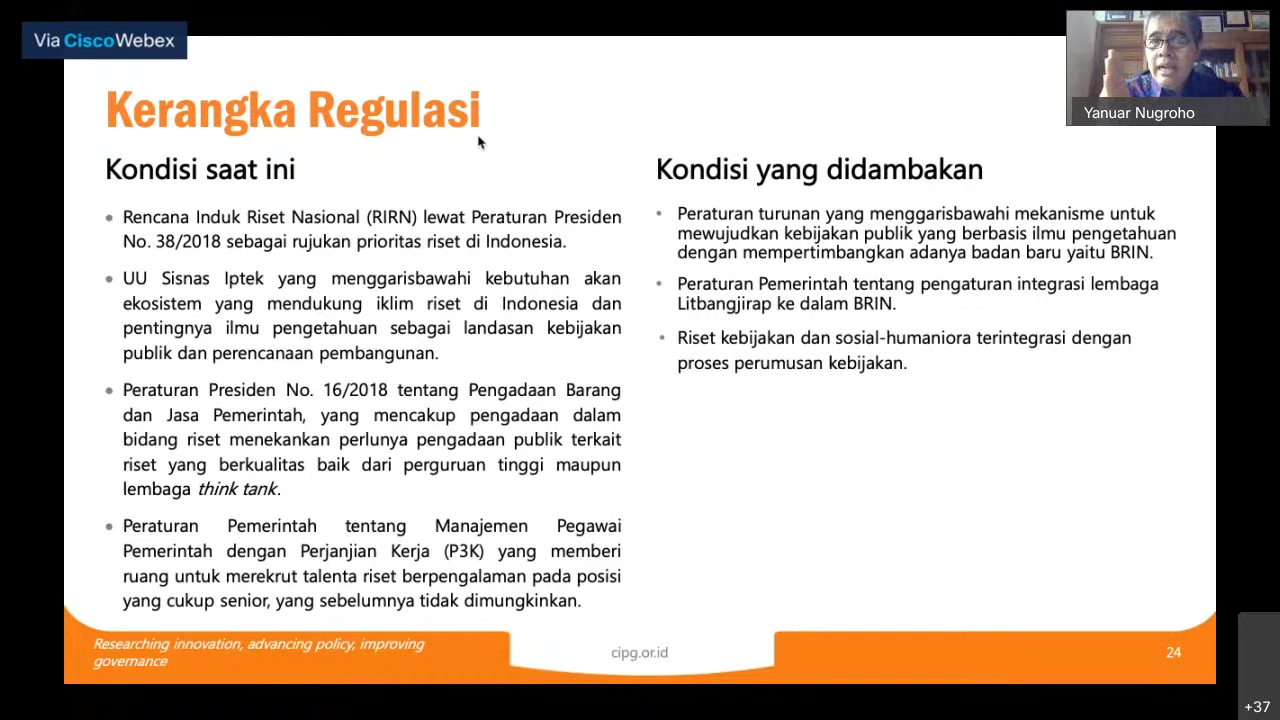 Via CiscoWebex
Yanuar Nugroho
Kerangka Regulasi
Kondisi saat ini
Rencana Induk Riset Nasional (RIRN) lewat Peraturan Presiden
No. 38/2018 sebagai rujukan prioritas riset di Indonesia.
UU Sisnas Iptek yang menggarisbawahi kebutuhan akan
ekosistem yang mendukung iklim riset di Indonesia dan
pentingnya ilmu pengetahuan sebagai landasan kebijakan
publik dan perencanaan pembangunan.
Peraturan Presiden No. 16/2018 tentang Pengadaan Barang
dan Jasa Pemerintah, yang mencakup pengadaan dalam
bidang riset menekankan perlunya pengadaan publik terkait
riset yang berkualitas baik dari perguruan tinggi maupun
lembaga think tank.
Peraturan Pemerintah tentang Manajemen Pegawai
Pemerintah dengan Perjanjian Kerja (P3K) yang memberi
ruang untuk merekrut talenta riset berpengalaman pada posisi
yang cukup senior, yang sebelumnya tidak dimungkinkan.
Kondisi yang didambakan
Peraturan turunan yang menggarisbawahi mekanisme untuk
mewujudkan kebijakan publik yang berbasis ilmu pengetahuan
dengan mempertimbangkan adanya badan baru yaitu BRIN.
Peraturan Pemerintah tentang pengaturan integrasi lembaga
Litbangjirap ke dalam BRIN.
Riset kebijakan dan sosial-humaniora terintegrasi dengan
proses perumusan kebijakan.
Researching innovation, advancing policy, improving
governance
cipg.or.id
24
+37